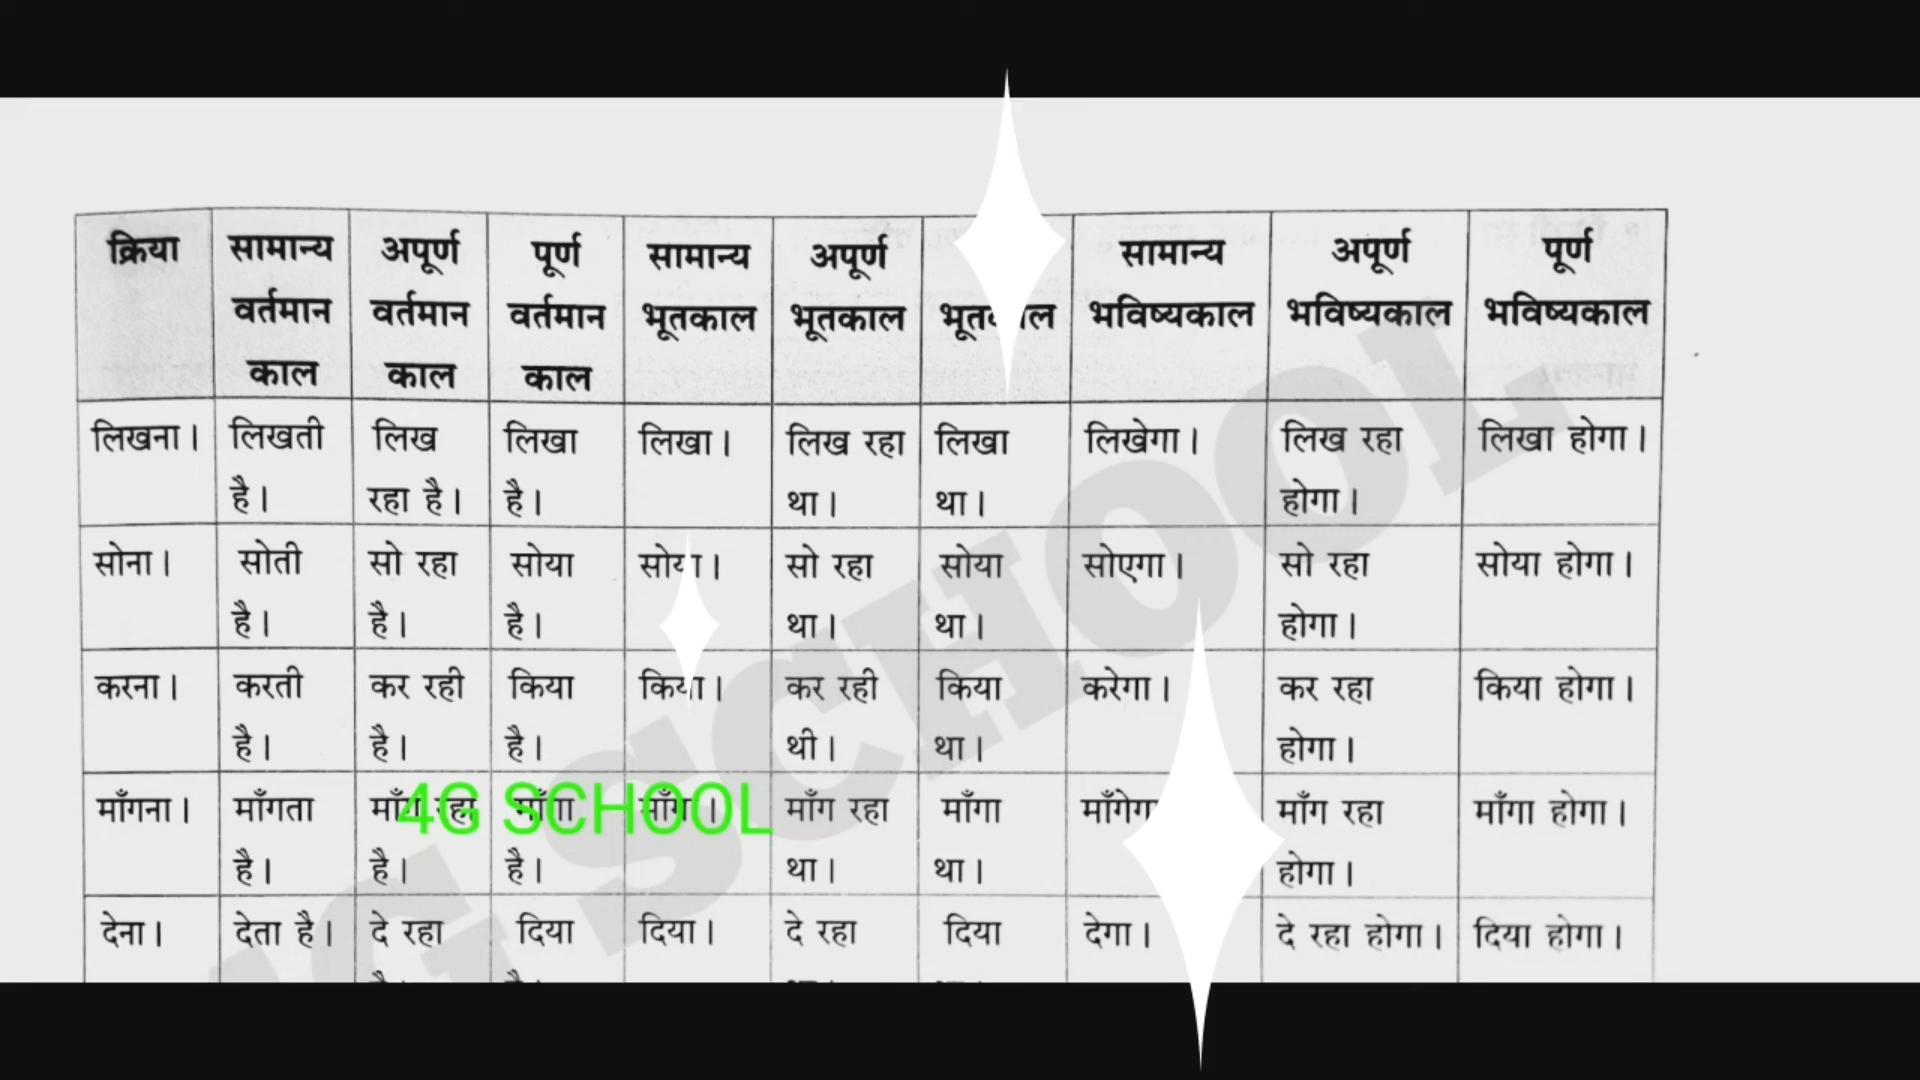 क्रिया सामान्य अपूर्ण पूर्ण सामान्य अपूर्ण सामान्य अपूर्ण पूर्ण
वर्तमान वर्तमान वर्तमान भूतकाल भूतकाल भविष्यकाल भविष्यकाल भविष्यकाल
काल काल काल
लिखना। लिखती लिख लिखा लिखा। लिख रहा लिखा लिखेगा। लिख रहा लिखा होगा।
है। रहा है। है। था। था। होगा।
सोना। सोती सो रहा सोया सोया। सो रहा सोया सोएगा। सो रहा सोया होगा।
है। है। है। था। था। होगा।
करना। करती कर रही किया किया। कर रही किया करेगा। कर रहा किया होगा।
है। है। है। थी। था। होगा।
माँगना। माँगता माँग रहा माँगा माँग रहा माँगा माँग रहा माँगा होगा।
है। है। है। था। था। होगा।
देना। देता है। दे रहा दिया दिया। दे रहा दिया देगा। दे रहा होगा। दिया होगा।
4G SCHOOL
G SCHOOL